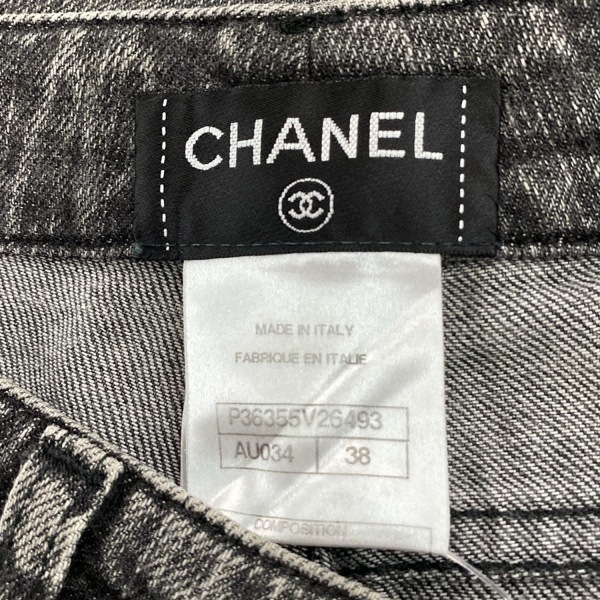 CHANEL
MADE IN ITALY
FABRIQUE EN ITALIE
P36355V26493
AU034 38
COMPOSITION